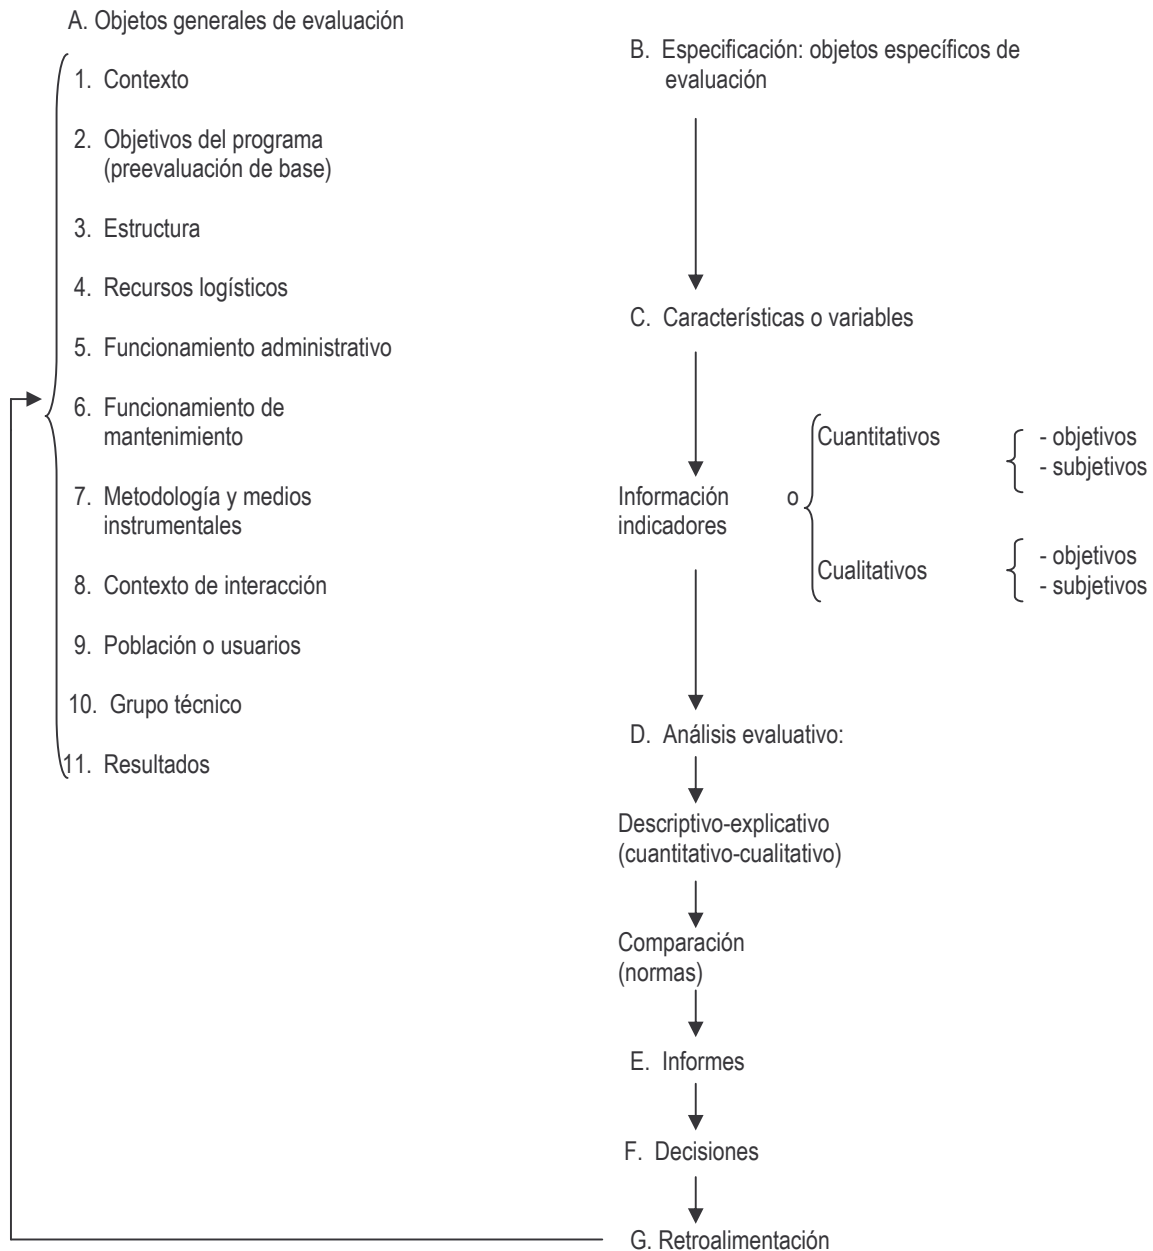 A. Objetos generales de evaluación
1. Contexto
2. Objetivos del programa
(preevaluación de base)
3. Estructura
4. Recursos logísticos
5. Funcionamiento administrativo
6. Funcionamiento de
mantenimiento
7. Metodología y medios
instrumentales
8. Contexto de interacción
9. Población o usuarios
10. Grupo técnico
11. Resultados
B. Especificación: objetos específicos de
evaluación
C. Características o variables
Información o
indicadores
Cuantitativos
- objetivos
- subjetivos
Cualitativos
- objetivos
- subjetivos
D. Análisis evaluativo:
Descriptivo-explicativo
(cuantitativo-cualitativo)
Comparación
(normas)
E. Informes
F. Decisiones
G. Retroalimentación